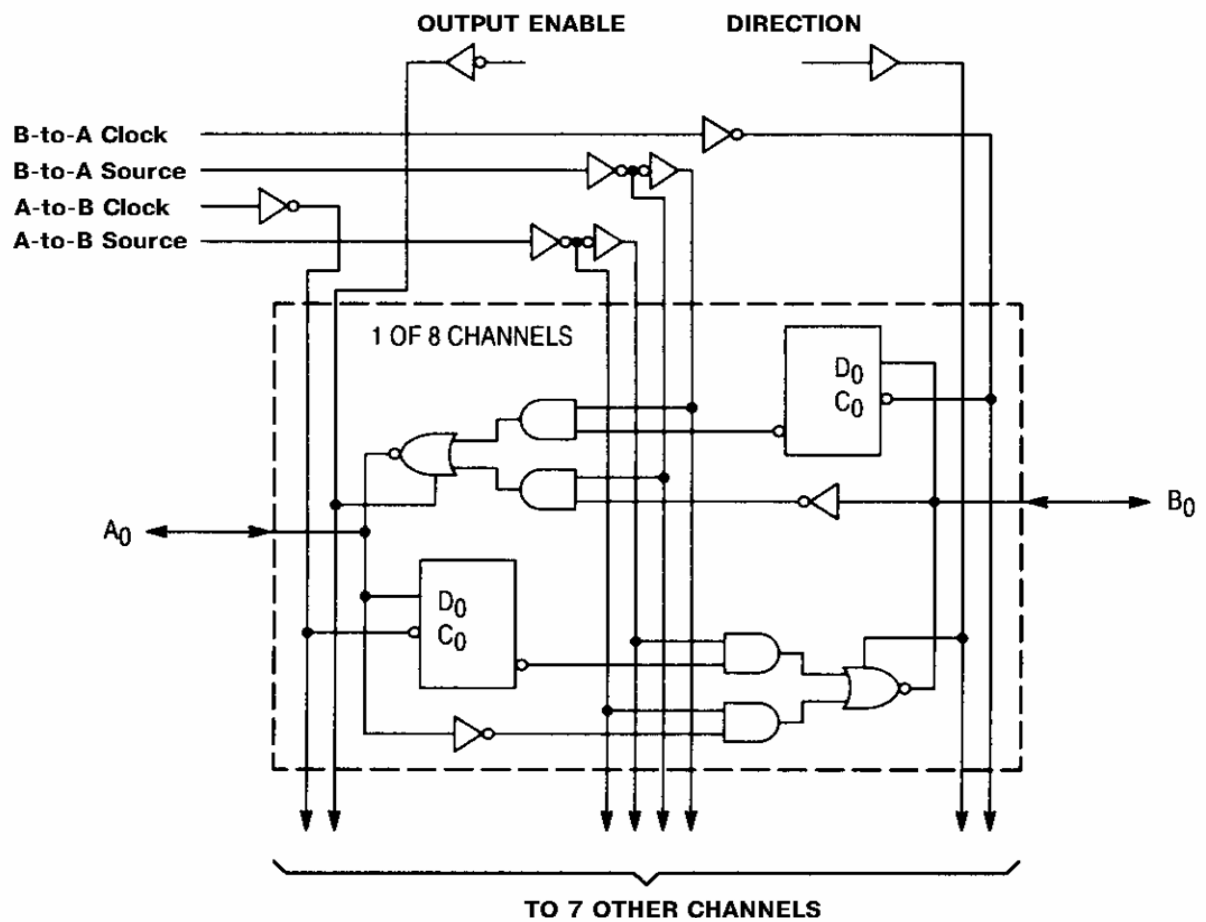 OUTPUT ENABLE
DIRECTION
B-to-A Clock
B-to-A Source
A-to-B Clock
A-to-B Source
1 OF 8 CHANNELS
D0
C0
A0
B0
D0
C0
TO 7 OTHER CHANNELS